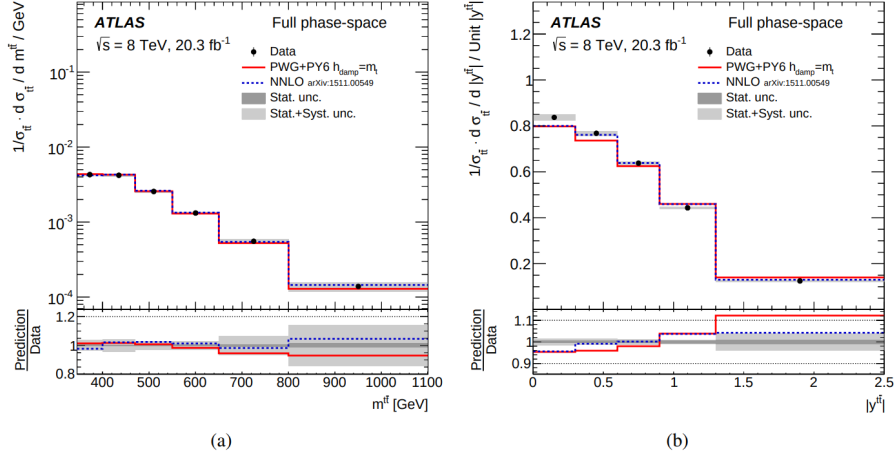 ATLAS Full phase-space
√s = 8 TeV, 20.3 fb⁻¹
Data
PWG+PY6 h_damp=m_t
NNLO arXiv:1511.00549
Stat. unc.
Stat.+Syst. unc.
1/σ_tt̄ · d σ_tt̄ / d m^tt̄ / GeV
10⁻¹
10⁻²
10⁻³
10⁻⁴
Prediction
Data
1.2
1
0.8
400 500 600 700 800 900 1000 1100
m^tt̄ [GeV]
(a)
ATLAS Full phase-space
√s = 8 TeV, 20.3 fb⁻¹
Data
PWG+PY6 h_damp=m_t
NNLO arXiv:1511.00549
Stat. unc.
Stat.+Syst. unc.
1/σ_tt̄ · d σ_tt̄ / d |y^tt̄| / Unit |y^tt̄|
1.2
1
0.8
0.6
0.4
0.2
Prediction
Data
1.1
1
0.9
0 0.5 1 1.5 2 2.5
|y^tt̄|
(b)